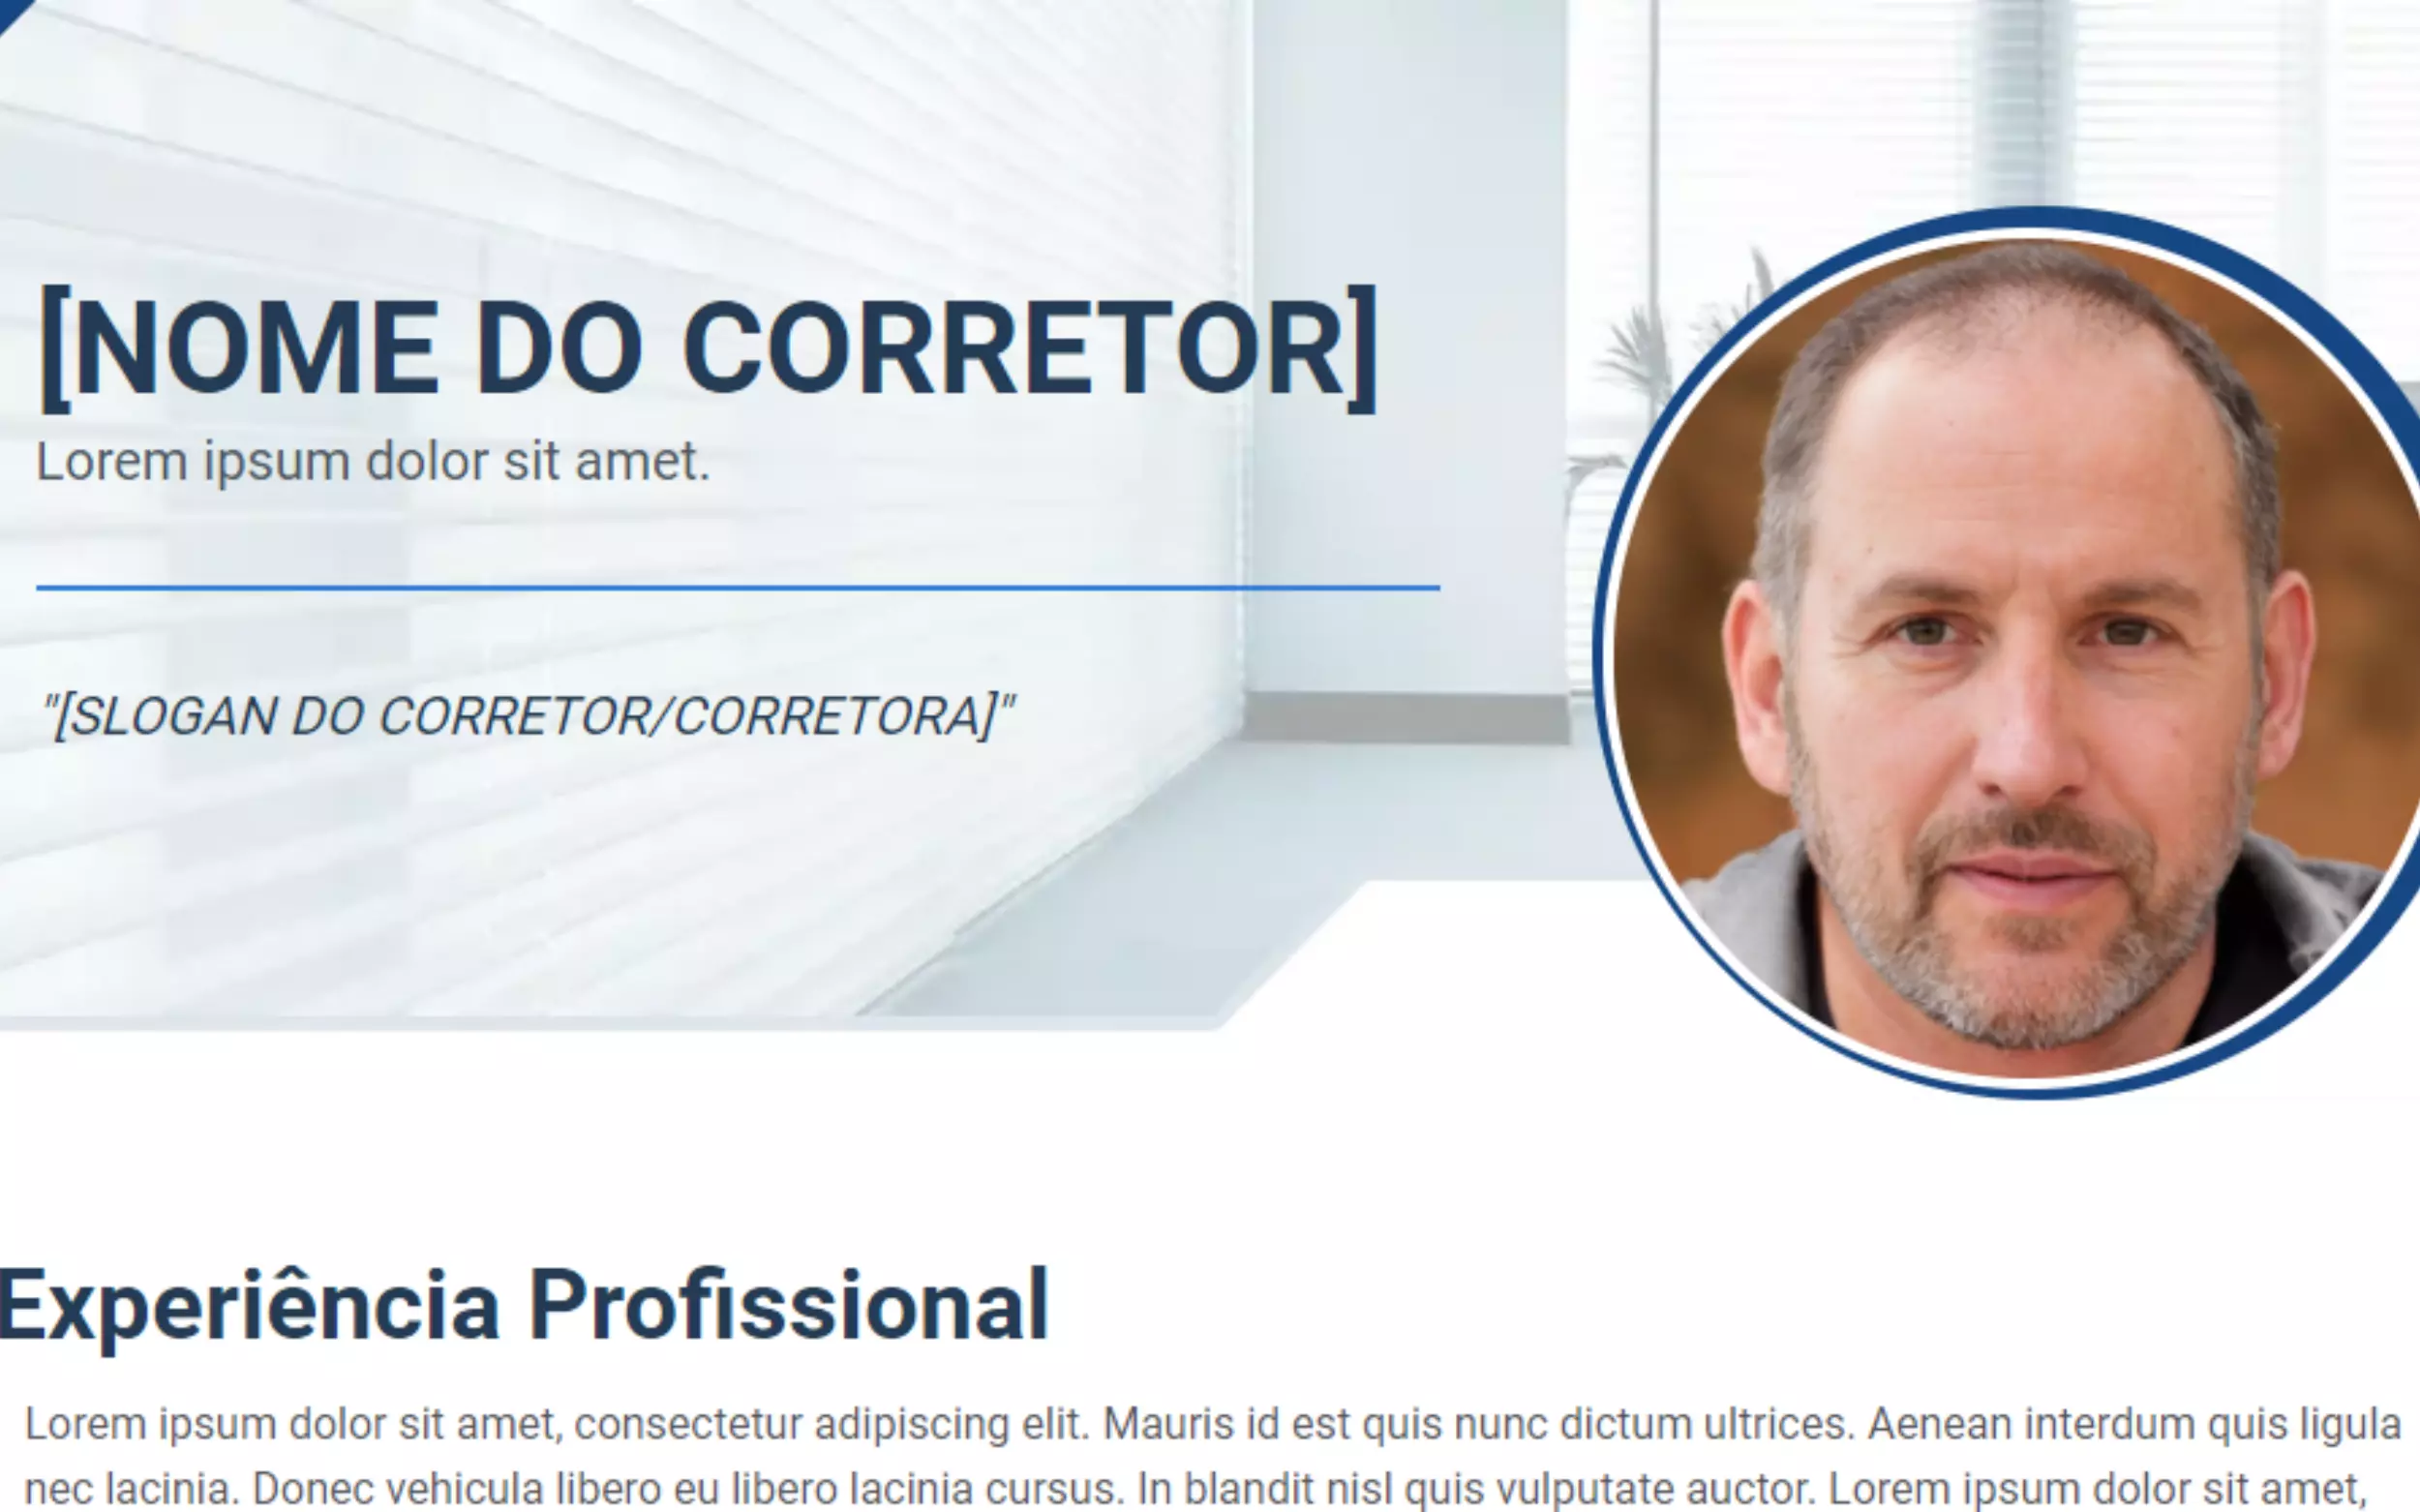 [NOME DO CORRETOR]
Lorem ipsum dolor sit amet.
"[SLOGAN DO CORRETOR/CORRETORA]"
Experiência Profissional
Lorem ipsum dolor sit amet, consectetur adipiscing elit. Mauris id est quis nunc dictum ultrices. Aenean interdum quis ligula
nec lacinia. Donec vehicula libero eu libero lacinia cursus. In blandit nisl quis vulputate auctor. Lorem ipsum dolor sit amet,